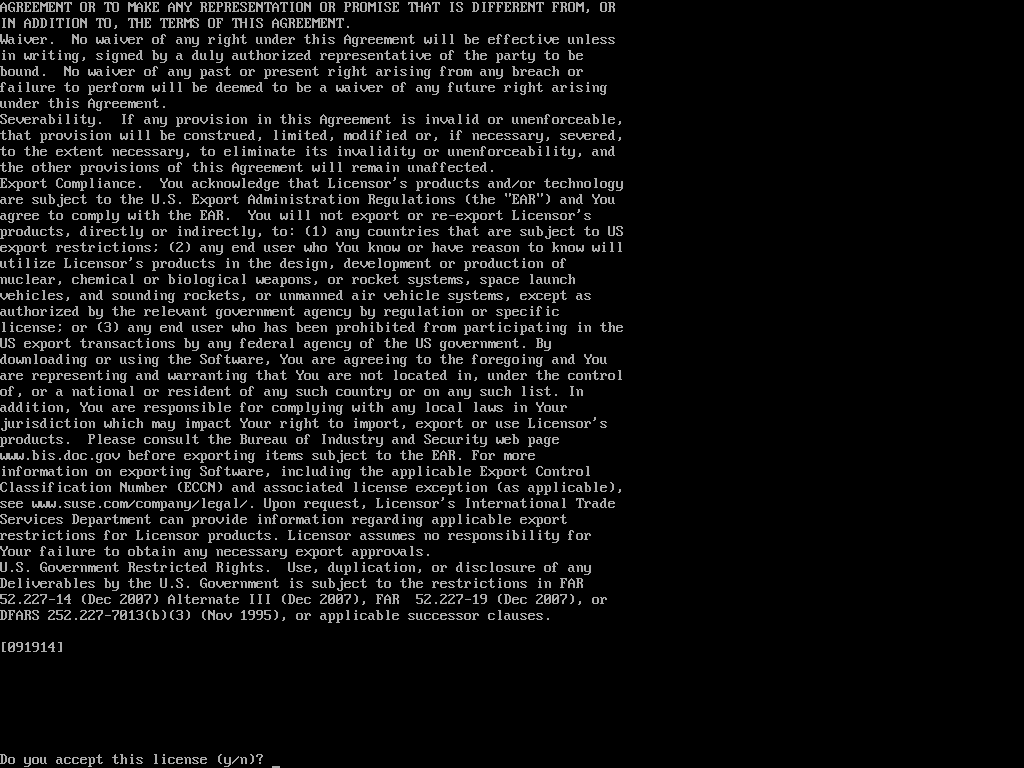 AGREEMENT OR TO MAKE ANY REPRESENTATION OR PROMISE THAT IS DIFFERENT FROM, OR
IN ADDITION TO, THE TERMS OF THIS AGREEMENT.
Waiver.  No waiver of any right under this Agreement will be effective unless
in writing, signed by a duly authorized representative of the party to be
bound.  No waiver of any past or present right arising from any breach or
failure to perform will be deemed to be a waiver of any future right arising
under this Agreement.
Severability.  If any provision in this Agreement is invalid or unenforceable,
that provision will be construed, limited, modified or, if necessary, severed,
to the extent necessary, to eliminate its invalidity or unenforceability, and
the other provisions of this Agreement will remain unaffected.
Export Compliance.  You acknowledge that Licensor's products and/or technology
are subject to the U.S. Export Administration Regulations (the "EAR") and You
agree to comply with the EAR.  You will not export or re-export Licensor's
products, directly or indirectly, to: (1) any countries that are subject to US
export restrictions; (2) any end user who You know or have reason to know will
utilize Licensor's products in the design, development or production of
nuclear, chemical or biological weapons, or rocket systems, space launch
vehicles, and sounding rockets, or unmanned air vehicle systems, except as
authorized by the relevant government agency by regulation or specific
license; or (3) any end user who has been prohibited from participating in the
US export transactions by any federal agency of the US government. By
downloading or using the Software, You are agreeing to the foregoing and You
are representing and warranting that You are not located in, under the control
of, or a national or resident of any such country or on any such list. In
addition, You are responsible for complying with any local laws in Your
jurisdiction which may impact Your right to import, export or use Licensor's
products.  Please consult the Bureau of Industry and Security web page
www.bis.doc.gov before exporting items subject to the EAR. For more
information on exporting Software, including the applicable Export Control
Classification Number (ECCN) and associated license exception (as applicable),
see www.suse.com/company/legal/. Upon request, Licensor's International Trade
Services Department can provide information regarding applicable export
restrictions for Licensor products. Licensor assumes no responsibility for
Your failure to obtain any necessary export approvals.
U.S. Government Restricted Rights.  Use, duplication, or disclosure of any
Deliverables by the U.S. Government is subject to the restrictions in FAR
52.227-14 (Dec 2007) Alternate III (Dec 2007), FAR  52.227-19 (Dec 2007), or
DFARS 252.227-7013(b)(3) (Nov 1995), or applicable successor clauses.
[091914]
Do you accept this license (y/n)? _